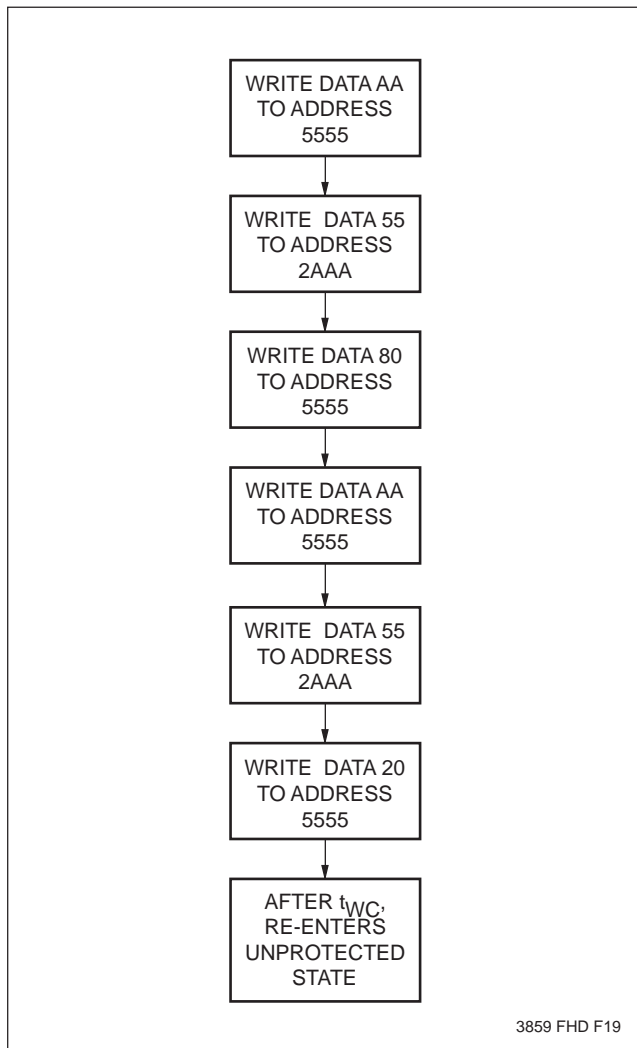 WRITE DATA AA
TO ADDRESS
5555
WRITE DATA 55
TO ADDRESS
2AAA
WRITE DATA 80
TO ADDRESS
5555
WRITE DATA AA
TO ADDRESS
5555
WRITE DATA 55
TO ADDRESS
2AAA
WRITE DATA 20
TO ADDRESS
5555
AFTER tWC,
RE-ENTERS
UNPROTECTED
STATE
3859 FHD F19